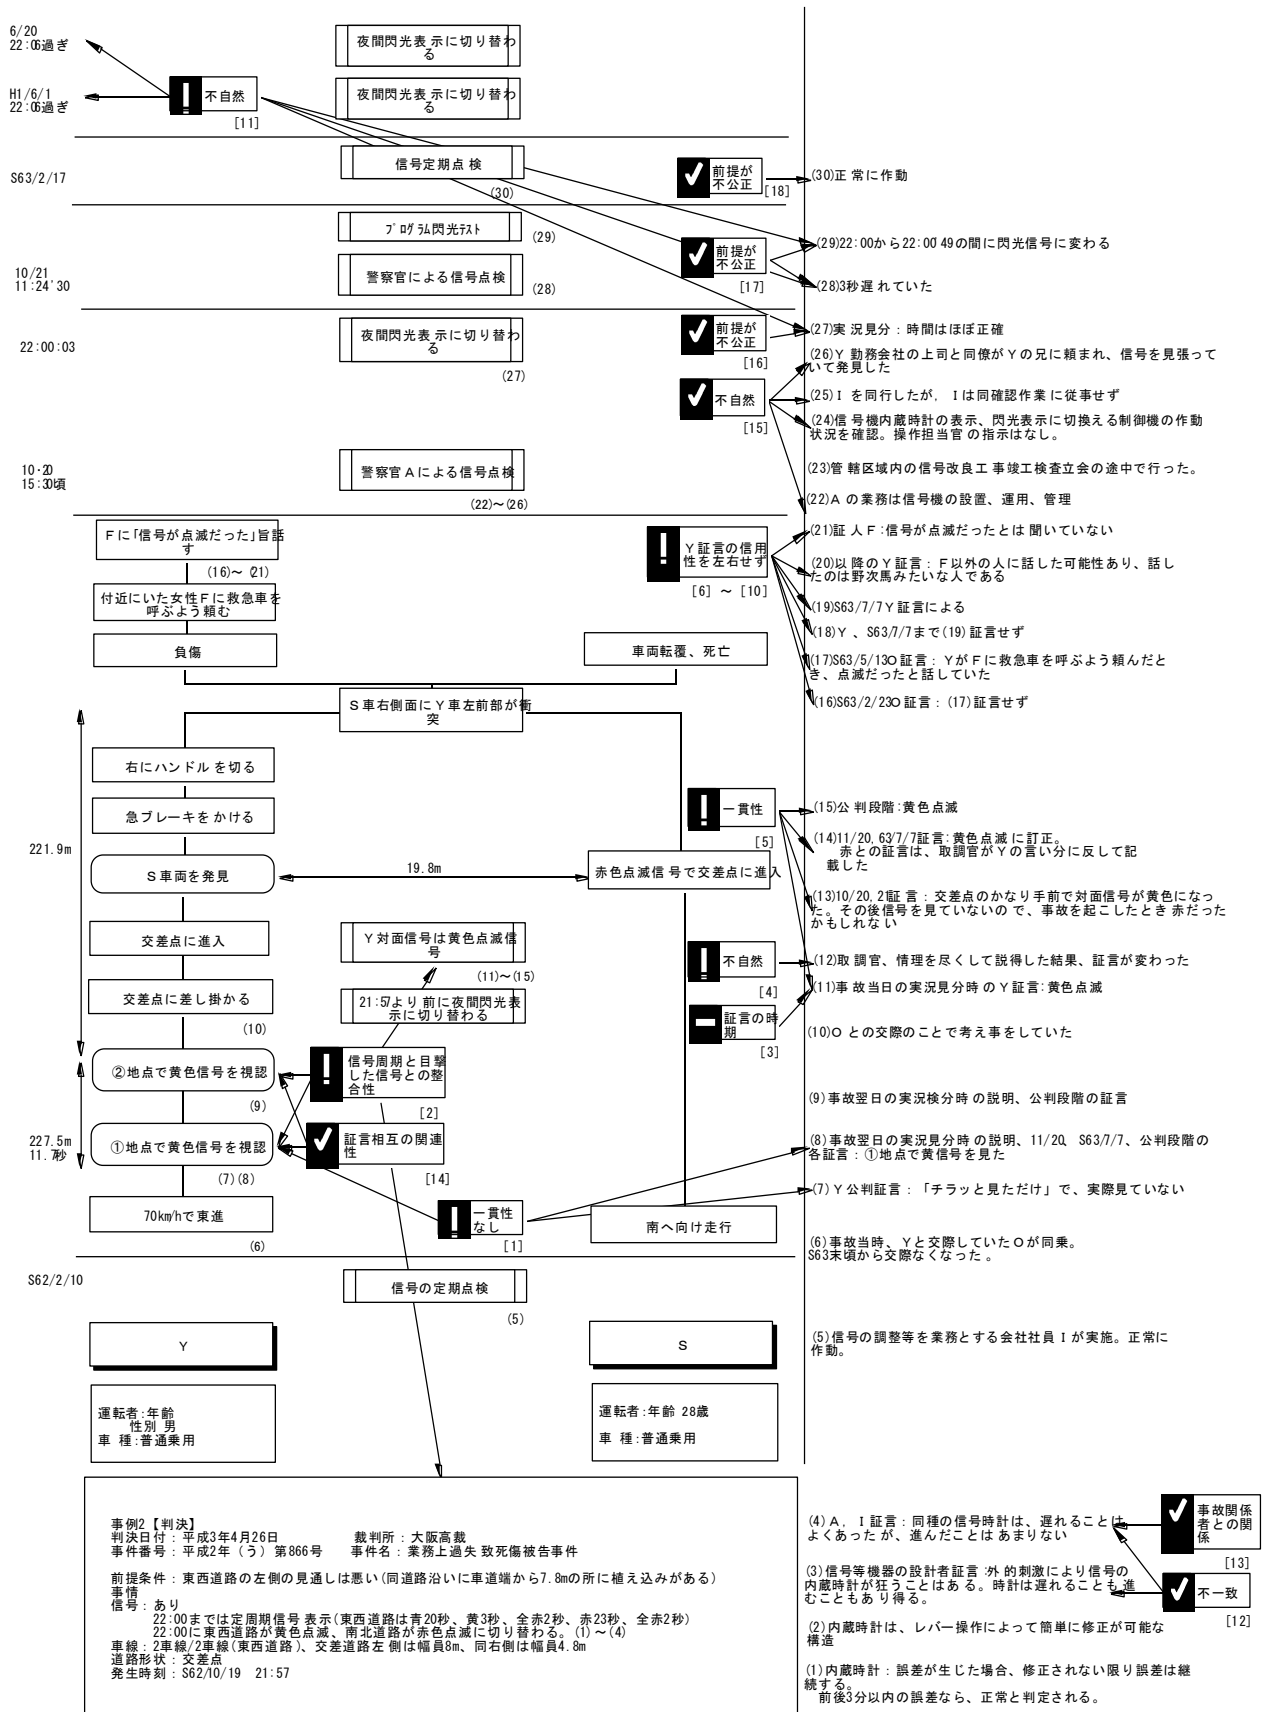 6/20
22:06過ぎ
夜間閃光表示に切り替わ
る
H1/6/1
22:06過ぎ
不自然
[11]
夜間閃光表示に切り替わ
る
S63/2/17
信号定期点検
(30)
前提が
不公正
[18]
(30)正常に作動
プログラム閃光テスト
(29)
(29)22:00から22:00'49の間に閃光信号に変わる
前提が
不公正
[17]
10/21
11:24'30
警察官による信号点検
(28)
(28)3秒遅れていた
22:00:03
夜間閃光表示に切り替わ
る
(27)
前提が
不公正
[16]
(27)実況見分:時間はほぼ正確
(26)Y勤務会社の上司と同僚がYの兄に頼まれ、信号を見張って
いて発見した
不自然
[15]
(25)Iを同行したが、Iは同確認作業に従事せず
(24)信号機内蔵時計の表示、閃光表示に切換える制御機の作動
状況を確認。操作担当官の指示はなし。
10・20
15:30頃
警察官Aによる信号点検
(22)~(26)
(23)管轄区域内の信号改良工事竣工検査立会の途中で行った。
(22)Aの業務は信号機の設置、運用、管理
Fに「信号が点滅だった」旨話
す
(16)~(21)
Y証言の信用
性を左右せず
[6] ~ [10]
(21)証人F:信号が点滅だったとは聞いていない
(20)以降のY証言:F以外の人に話した可能性あり、話し
たのは野次馬みたいな人である
付近にいた女性Fに救急車を
呼ぶよう頼む
(19)S63/7/7Y証言による
(18)Y、S63/7/7まで(19)証言せず
負傷
車両転覆、死亡
(17)S63/5/13O証言:YがFに救急車を呼ぶよう頼んだと
き、点滅だったと話していた
(16)S63/2/23O証言:(17)証言せず
S車右側面にY車左前部が衝
突
右にハンドルを切る
急ブレーキをかける
一貫性
[5]
(15)公判段階:黄色点滅
(14)11/20,63/7/7証言:黄色点滅に訂正。
赤との証言は、取調官がYの言い分に反して記
載した
221.9m
S車両を発見
19.8m
赤色点滅信号で交差点に進入
(13)10/20,21証言:交差点のかなり手前で対面信号が黄色になっ
た。その後信号を見ていないので、事故を起こしたとき赤だった
かもしれない
交差点に進入
Y対面信号は黄色点滅信
号
(11)~(15)
不自然
[4]
(12)取調官、情理を尽くして説得した結果、証言が変わった
(11)事故当日の実況見分時のY証言:黄色点滅
交差点に差し掛かる
(10)
21:57より前に夜間閃光表
示に切り替わる
証言の時
期
[3]
(10)Oとの交際のことで考え事をしていた
②地点で黄色信号を視認
(9)
信号周期と目撃
した信号との整
合性
[2]
(9)事故翌日の実況検分時の説明、公判段階の証言
227.5m
11.7秒
①地点で黄色信号を視認
(7)(8)
証言相互の関連
性
[14]
(8)事故翌日の実況見分時の説明、11/20、S63/7/7、公判段階の
各証言:①地点で黄信号を見た
(7)Y公判証言:「チラッと見ただけ」で、実際見ていない
70km/hで東進
(6)
一貫性
なし
[1]
南へ向け走行
(6)事故当時、Yと交際していたOが同乗。
S63末頃から交際なくなった。
S62/2/10
信号の定期点検
(5)
(5)信号の調整等を業務とする会社社員Iが実施。正常に
作動。
Y
S
運転者:年齢
性別 男
車 種:普通乗用
運転者:年齢 28歳
車 種:普通乗用
事例2【判決】
判決日付:平成3年4月26日 裁判所:大阪高裁
事件番号:平成2年(う)第866号 事件名:業務上過失致死傷被告事件
前提条件:東西道路の左側の見通しは悪い(同道路沿いに車道端から7.8mの所に植え込みがある)
事情
信号:あり
22:00までは定周期信号表示(東西道路は青20秒、黄3秒、全赤2秒、赤23秒、全赤2秒)
22:00に東西道路が黄色点滅、南北道路が赤色点滅に切り替わる。(1)~(4)
車線:2車線/2車線(東西道路)、交差道路左側は幅員8m、同右側は幅員4.8m
道路形状:交差点
発生時刻:S62/10/19 21:57
(4)A、I証言:同種の信号時計は、遅れることは
よくあったが、進んだことはあまりない
事故関係
者との関
係
[13]
(3)信号等機器の設計者証言:外的刺激により信号の
内蔵時計が狂うことはある。時計は遅れることも進
むこともあり得る。
不一致
[12]
(2)内蔵時計は、レバー操作によって簡単に修正が可能な
構造
(1)内蔵時計:誤差が生じた場合、修正されない限り誤差は継
続する。
前後3分以内の誤差なら、正常と判定される。